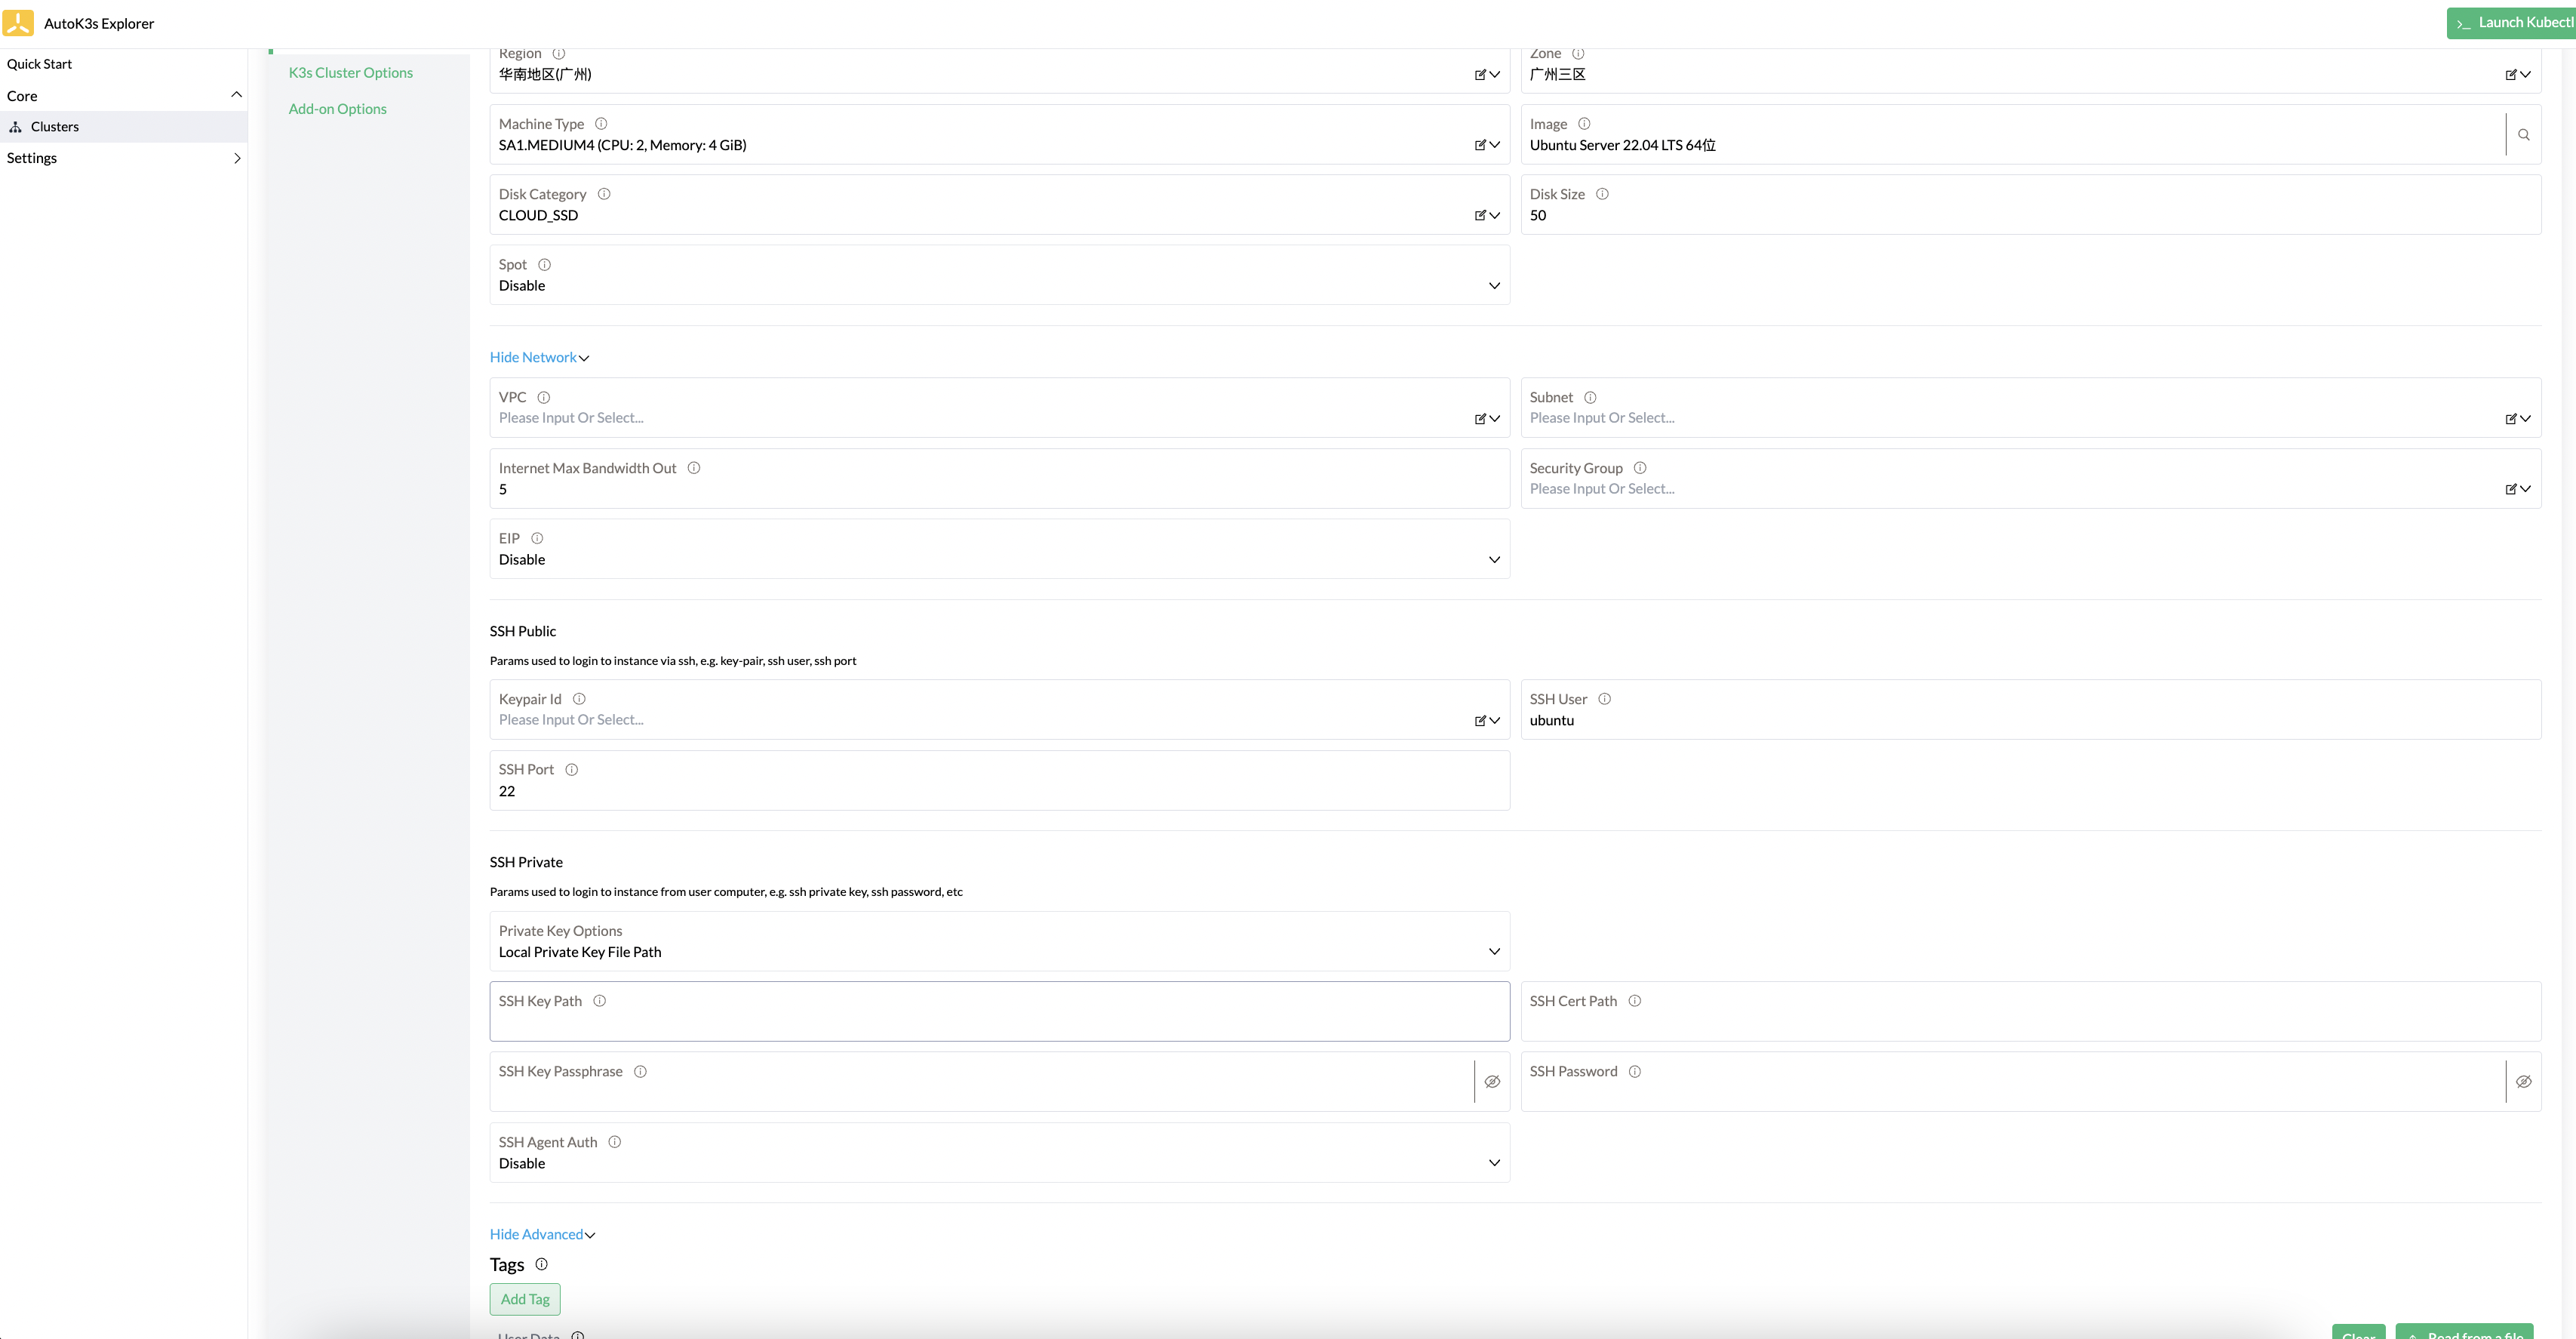 AutoK3s Explorer
>_ Launch Kubectl
Quick Start
Core
Clusters
Settings
K3s Cluster Options
Add-on Options
Region
华南地区(广州)
Zone
广州三区
Machine Type
SA1.MEDIUM4 (CPU: 2, Memory: 4 GiB)
Image
Ubuntu Server 22.04 LTS 64位
Disk Category
CLOUD_SSD
Disk Size
50
Spot
Disable
Hide Network
VPC
Please Input Or Select...
Subnet
Please Input Or Select...
Internet Max Bandwidth Out
5
Security Group
Please Input Or Select...
EIP
Disable
SSH Public
Params used to login to instance via ssh, e.g. key-pair, ssh user, ssh port
Keypair Id
Please Input Or Select...
SSH User
ubuntu
SSH Port
22
SSH Private
Params used to login to instance from user computer, e.g. ssh private key, ssh password, etc
Private Key Options
Local Private Key File Path
SSH Key Path
SSH Cert Path
SSH Key Passphrase
SSH Password
SSH Agent Auth
Disable
Hide Advanced
Tags
Add Tag
User Data
Clear
Read from a file